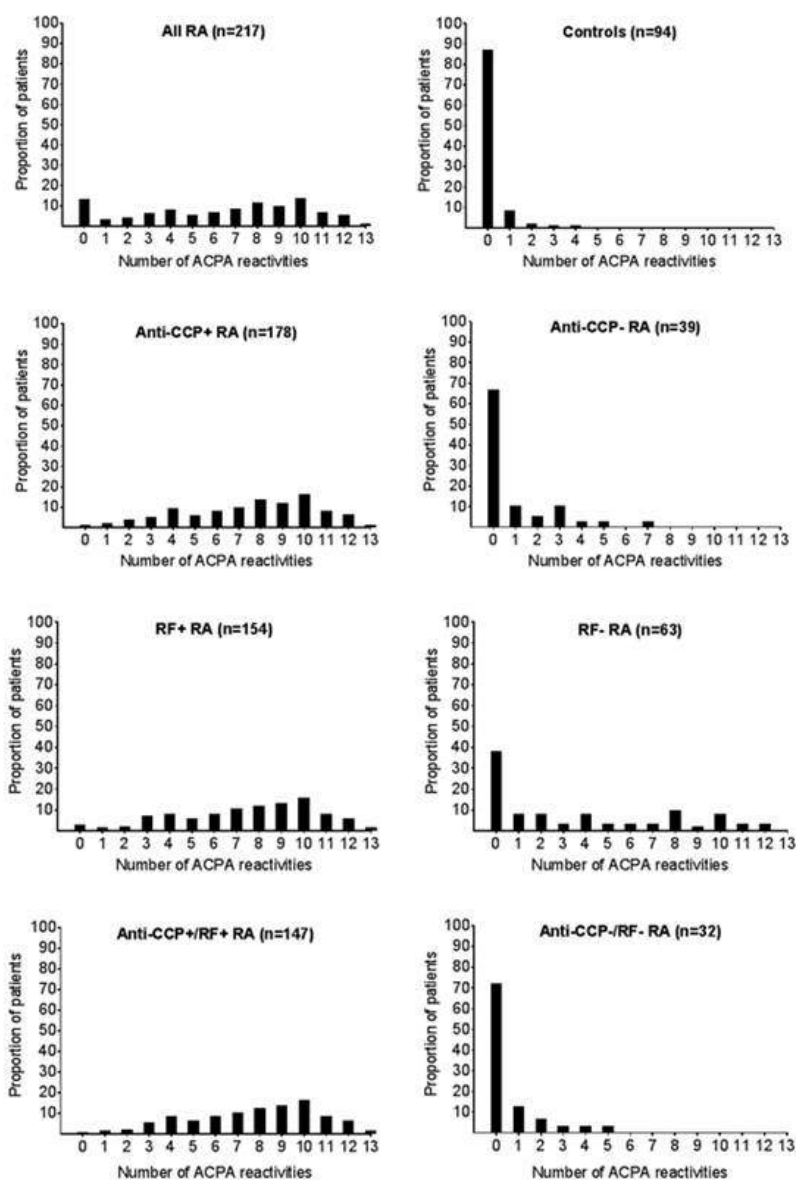 All RA (n=217)
Proportion of patients
100
90
80
70
60
50
40
30
20
10
0 1 2 3 4 5 6 7 8 9 10 11 12 13
Number of ACPA reactivities
Controls (n=94)
Proportion of patients
100
90
80
70
60
50
40
30
20
10
0 1 2 3 4 5 6 7 8 9 10 11 12 13
Number of ACPA reactivities
Anti-CCP+ RA (n=178)
Proportion of patients
100
90
80
70
60
50
40
30
20
10
0 1 2 3 4 5 6 7 8 9 10 11 12 13
Number of ACPA reactivities
Anti-CCP- RA (n=39)
Proportion of patients
100
90
80
70
60
50
40
30
20
10
0 1 2 3 4 5 6 7 8 9 10 11 12 13
Number of ACPA reactivities
RF+ RA (n=154)
Proportion of patients
100
90
80
70
60
50
40
30
20
10
0 1 2 3 4 5 6 7 8 9 10 11 12 13
Number of ACPA reactivities
RF- RA (n=63)
Proportion of patients
100
90
80
70
60
50
40
30
20
10
0 1 2 3 4 5 6 7 8 9 10 11 12 13
Number of ACPA reactivities
Anti-CCP+/RF+ RA (n=147)
Proportion of patients
100
90
80
70
60
50
40
30
20
10
0 1 2 3 4 5 6 7 8 9 10 11 12 13
Number of ACPA reactivities
Anti-CCP-/RF- RA (n=32)
Proportion of patients
100
90
80
70
60
50
40
30
20
10
0 1 2 3 4 5 6 7 8 9 10 11 12 13
Number of ACPA reactivities